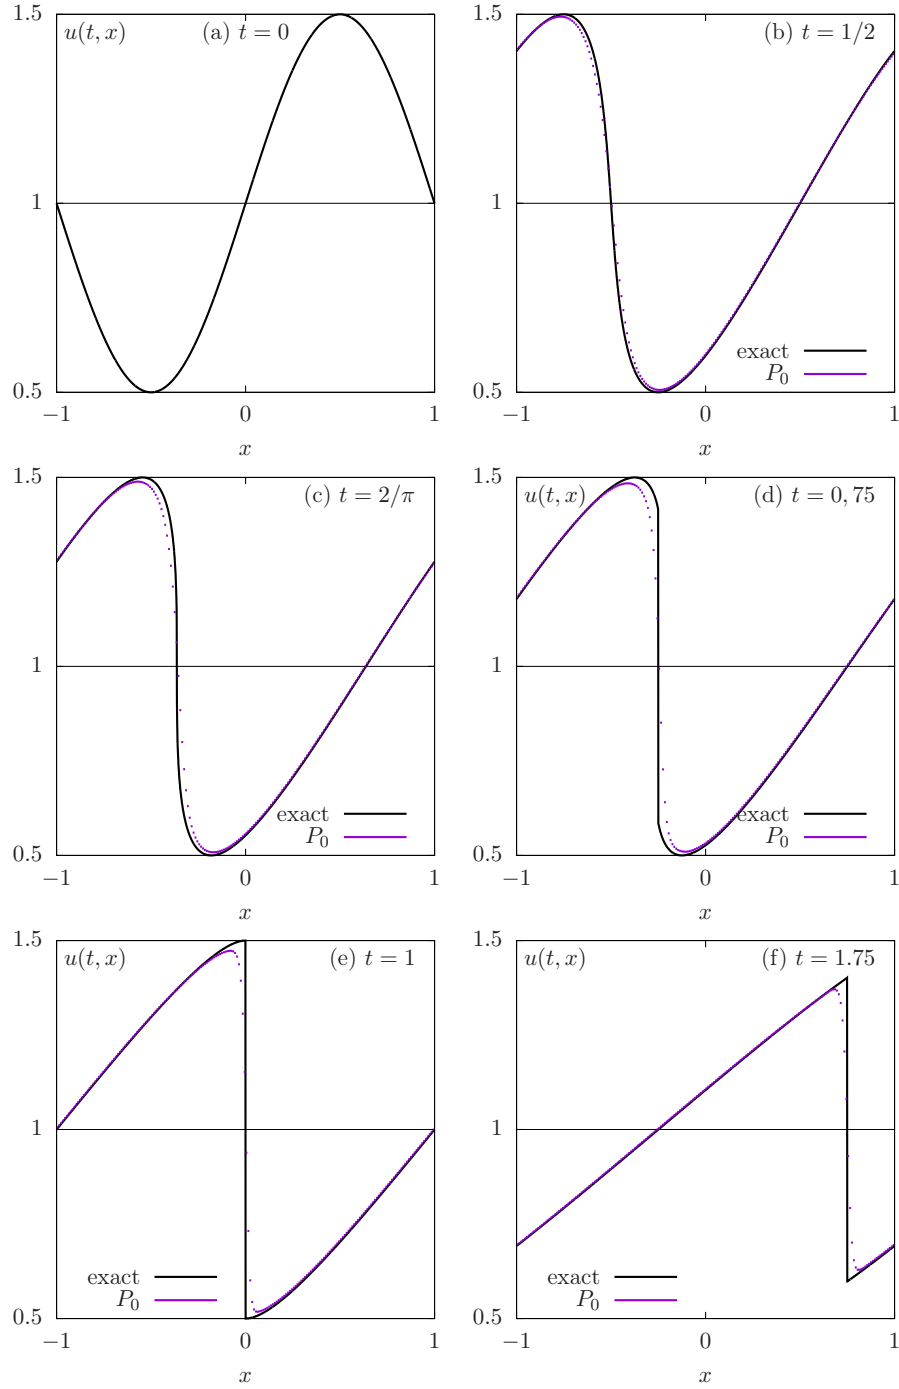 1.5
u(t, x)
(a) t = 0
1
0.5
−1
0
1
x
1.5
(b) t = 1/2
1
exact
P₀
0.5
−1
0
1
x
1.5
(c) t = 2/π
1
exact
P₀
0.5
−1
0
1
x
1.5
u(t, x)
(d) t = 0, 75
1
exact
P₀
0.5
−1
0
1
x
1.5
u(t, x)
(e) t = 1
1
exact
P₀
0.5
−1
0
1
x
1.5
u(t, x)
(f) t = 1.75
1
exact
P₀
0.5
−1
0
1
x